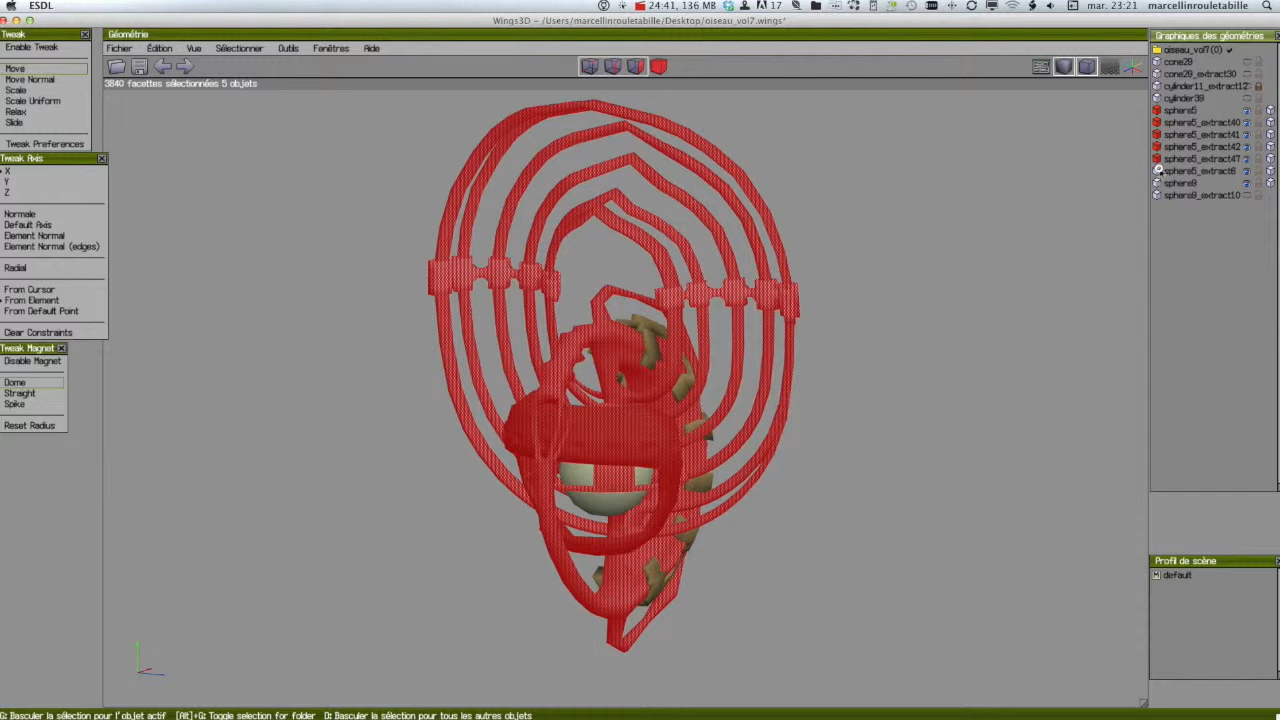 ESDL
24:41, 136 MB
17
mar. 23:21
marcellinrouletabille
Wings3D – /Users/marcellinrouletabille/Desktop/oiseau_vol7.wings*
Tweak
Enable Tweak
Move
Move Normal
Scale
Scale Uniform
Relax
Slide
Tweak Preferences
Tweak Axis
X
Y
Z
Normale
Default Axis
Element Normal
Element Normal (edges)
Radial
From Cursor
From Element
From Default Point
Clear Constraints
Tweak Magnet
Disable Magnet
Dome
Straight
Spike
Reset Radius
Géométrie
Fichier Édition Vue Sélectionner Outils Fenêtres Aide
3840 facettes sélectionnées 5 objets
Graphiques des géométries
oiseau_vol7(0)
cone29
cone29_extract30
cylinder11_extract12
cylinder39
sphere5
sphere5_extract40
sphere5_extract41
sphere5_extract42
sphere5_extract47
sphere5_extract6
sphere9
sphere9_extract10
Profil de scène
default
G: Basculer la sélection pour l'objet actif [Alt]+G: Toggle selection for folder D: Basculer la sélection pour tous les autres objets